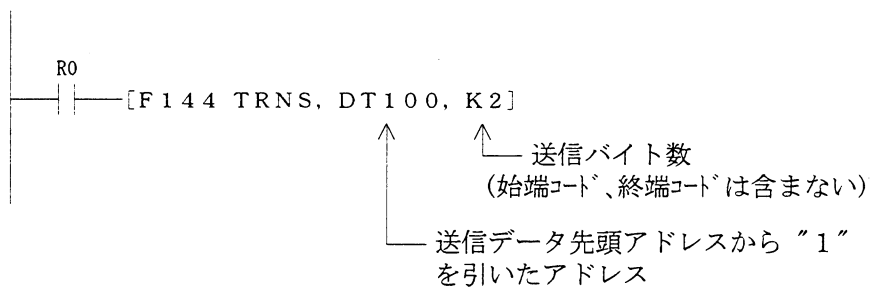 R0
[F144 TRNS, DT100, K2]
送信バイト数
(始端ｺｰﾄﾞ、終端ｺｰﾄﾞは含まない)
送信データ先頭アドレスから "1"
を引いたアドレス